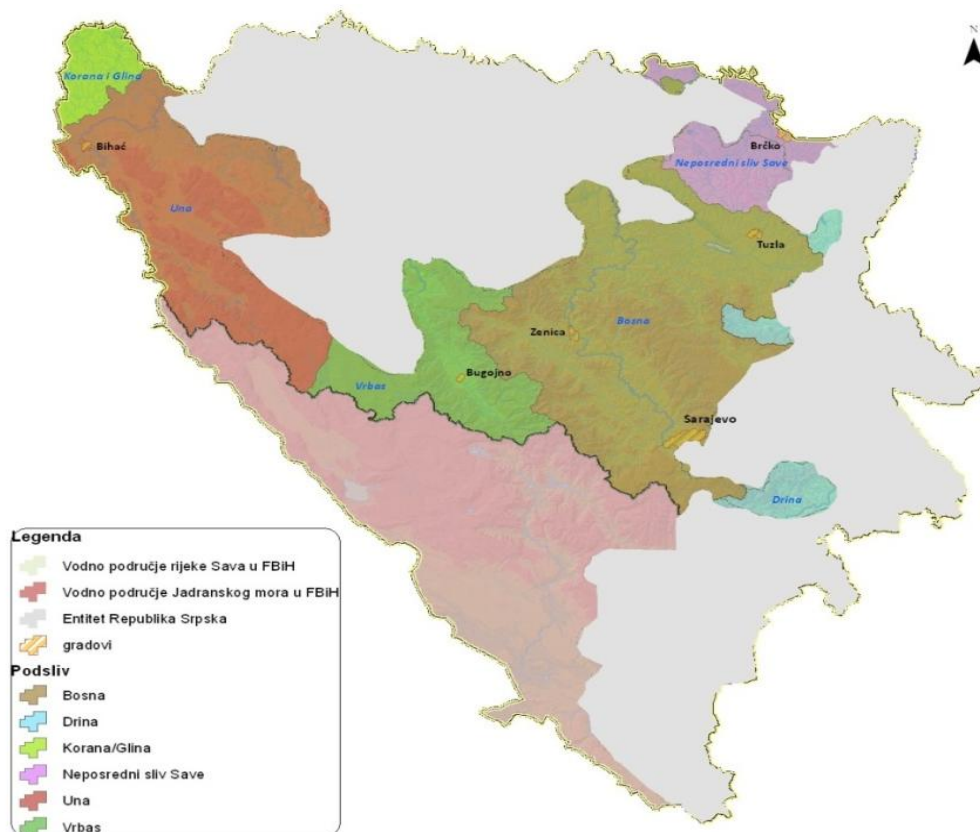 N
Korana i Glina
Bihać
Una
Brčko
Neposredni sliv Save
Tuzla
Bosna
Zenica
Bugojno
Vrbas
Sarajevo
Drina
Legenda
Vodno područje rijeke Sava u FBiH
Vodno područje Jadranskog mora u FBiH
Entitet Republika Srpska
gradovi
Podsliv
Bosna
Drina
Korana/Glina
Neposredni sliv Save
Una
Vrbas